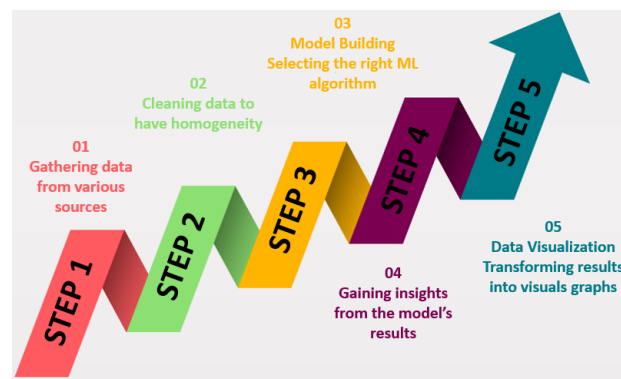 01
Gathering data
from various
sources
02
Cleaning data to
have homogeneity
03
Model Building
Selecting the right ML
algorithm
04
Gaining insights
from the model's
results
05
Data Visualization
Transforming results
into visuals graphs
STEP 1
STEP 2
STEP 3
STEP 4
STEP 5